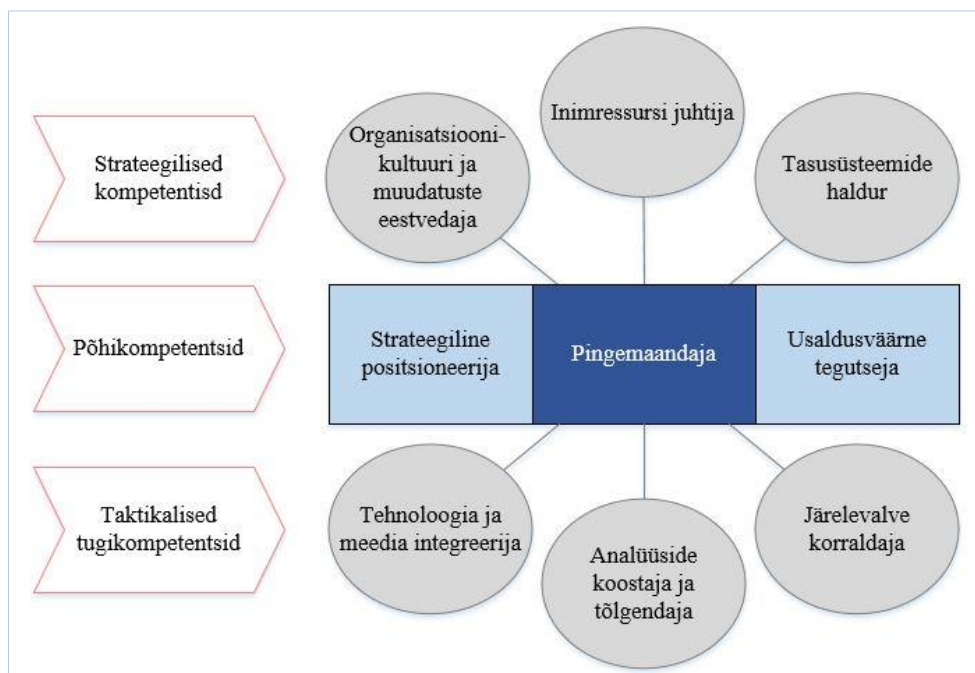 Strateegilised
kompetentisd
Organisatsiooni-
kultuuri ja
muudatuste
eestvedaja
Inimressursi juhtija
Tasusüsteemide
haldur
Põhikompetentsid
Strateegiline
positsioneerija
Pingemaandaja
Usaldusväärne
tegutseja
Taktikalised
tugikompetentsid
Tehnoloogia ja
meedia integreerija
Analüüside
koostaja ja
tõlgendaja
Järelevalve
korraldaja